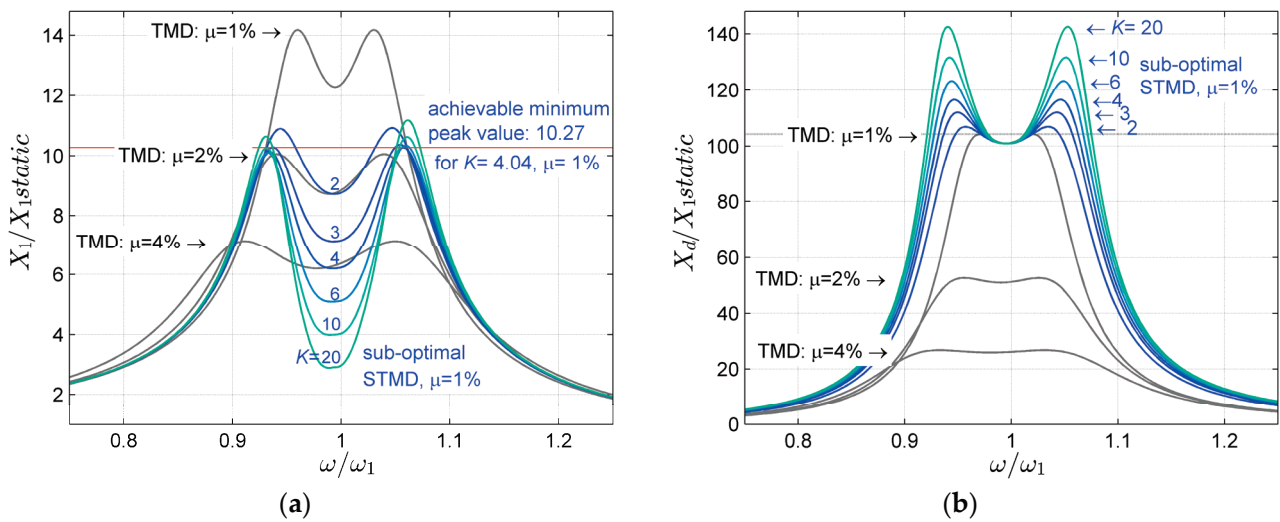 14
12
10
8
6
4
2
X₁/X₁static
TMD: μ=1% →
TMD: μ=2% →
TMD: μ=4% →
achievable minimum
peak value: 10.27
for K= 4.04, μ= 1%
2
3
4
6
10
K=20
sub-optimal
STMD, μ=1%
0.8 0.9 1 1.1 1.2
ω/ω₁
(a)
140
120
100
80
60
40
20
0
X_d/X₁static
← K= 20
←10
←6
←4
←3
← 2
sub-optimal
STMD, μ=1%
TMD: μ=1% →
TMD: μ=2% →
TMD: μ=4% →
0.8 0.9 1 1.1 1.2
ω/ω₁
(b)